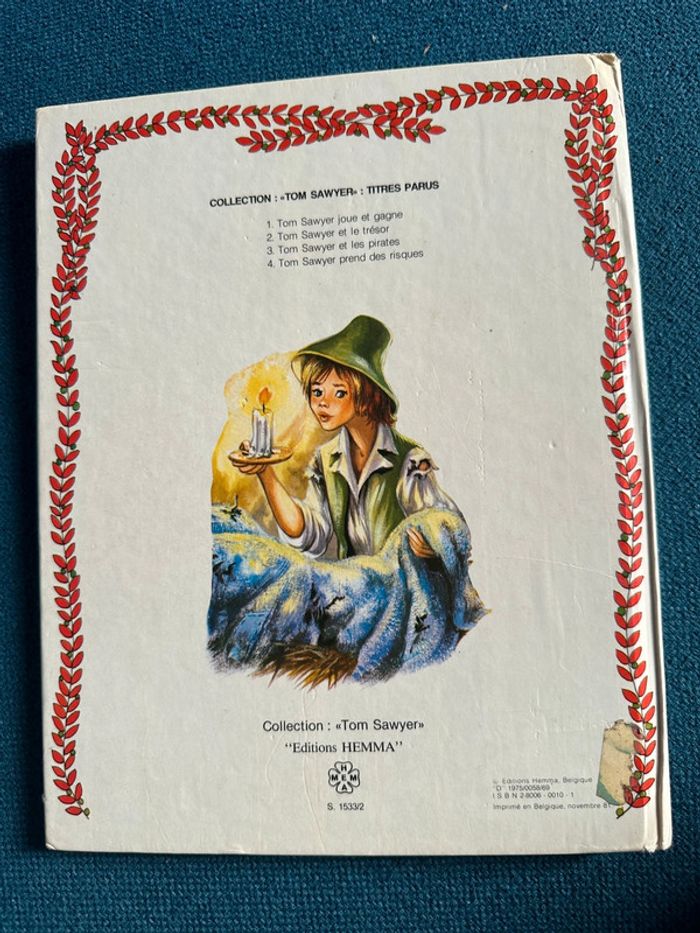 COLLECTION : «TOM SAWYER» : TITRES PARUS
1. Tom Sawyer joue et gagne
2. Tom Sawyer et le trésor
3. Tom Sawyer et les pirates
4. Tom Sawyer prend des risques
Collection : «Tom Sawyer»
"Editions HEMMA"
H
MEM
M
A
S. 1533/2
© Editions Hemma, Belgique
"D" 1975/0058/69
I S B N 2-8006 - 0010 - 1
Imprimé en Belgique, novembre 81